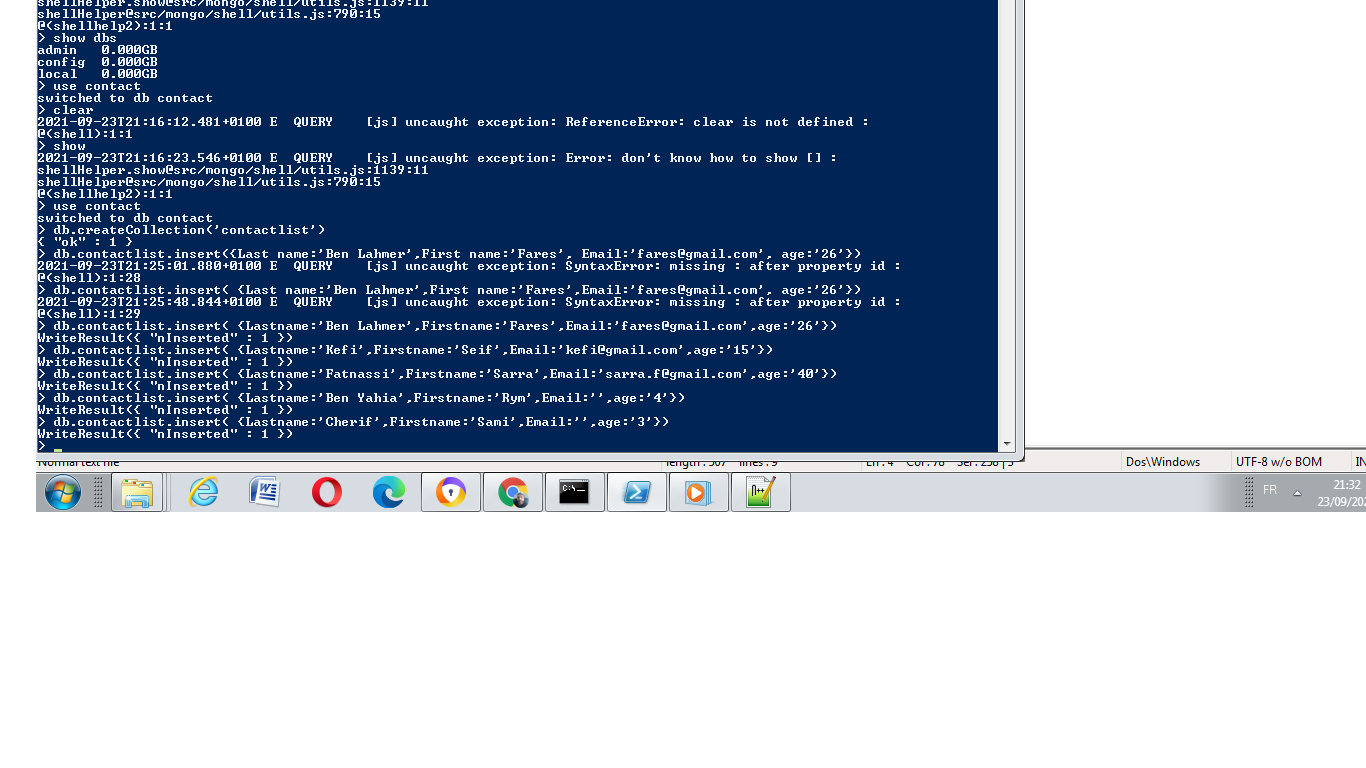 shellHelper.show@src/mongo/shell/utils.js:1139:11
shellHelper@src/mongo/shell/utils.js:790:15
@(shellhelp2):1:1
> show dbs
admin   0.000GB
config  0.000GB
local   0.000GB
> use contact
switched to db contact
> clear
2021-09-23T21:16:12.481+0100 E  QUERY    [js] uncaught exception: ReferenceError: clear is not defined :
@(shell):1:1
> show
2021-09-23T21:16:23.546+0100 E  QUERY    [js] uncaught exception: Error: don't know how to show [] :
shellHelper.show@src/mongo/shell/utils.js:1139:11
shellHelper@src/mongo/shell/utils.js:790:15
@(shellhelp2):1:1
> use contact
switched to db contact
> db.createCollection('contactlist')
{ "ok" : 1 }
> db.contactlist.insert({Last name:'Ben Lahmer',First name:'Fares', Email:'fares@gmail.com', age:'26'})
2021-09-23T21:25:01.880+0100 E  QUERY    [js] uncaught exception: SyntaxError: missing : after property id :
@(shell):1:28
> db.contactlist.insert( {Last name:'Ben Lahmer',First name:'Fares',Email:'fares@gmail.com', age:'26'})
2021-09-23T21:25:48.844+0100 E  QUERY    [js] uncaught exception: SyntaxError: missing : after property id :
@(shell):1:29
> db.contactlist.insert( {Lastname:'Ben Lahmer',Firstname:'Fares',Email:'fares@gmail.com',age:'26'})
WriteResult({ "nInserted" : 1 })
> db.contactlist.insert( {Lastname:'Kefi',Firstname:'Seif',Email:'kefi@gmail.com',age:'15'})
WriteResult({ "nInserted" : 1 })
> db.contactlist.insert( {Lastname:'Fatnassi',Firstname:'Sarra',Email:'sarra.f@gmail.com',age:'40'})
WriteResult({ "nInserted" : 1 })
> db.contactlist.insert( {Lastname:'Ben Yahia',Firstname:'Rym',Email:'',age:'4'})
WriteResult({ "nInserted" : 1 })
> db.contactlist.insert( {Lastname:'Cherif',Firstname:'Sami',Email:'',age:'3'})
WriteResult({ "nInserted" : 1 })
>
Normal text file length : 507 lines : 9 Ln : 4 Col : 78 Sel : Dos\Windows UTF-8 w/o BOM IN
FR 21:32
23/09/202